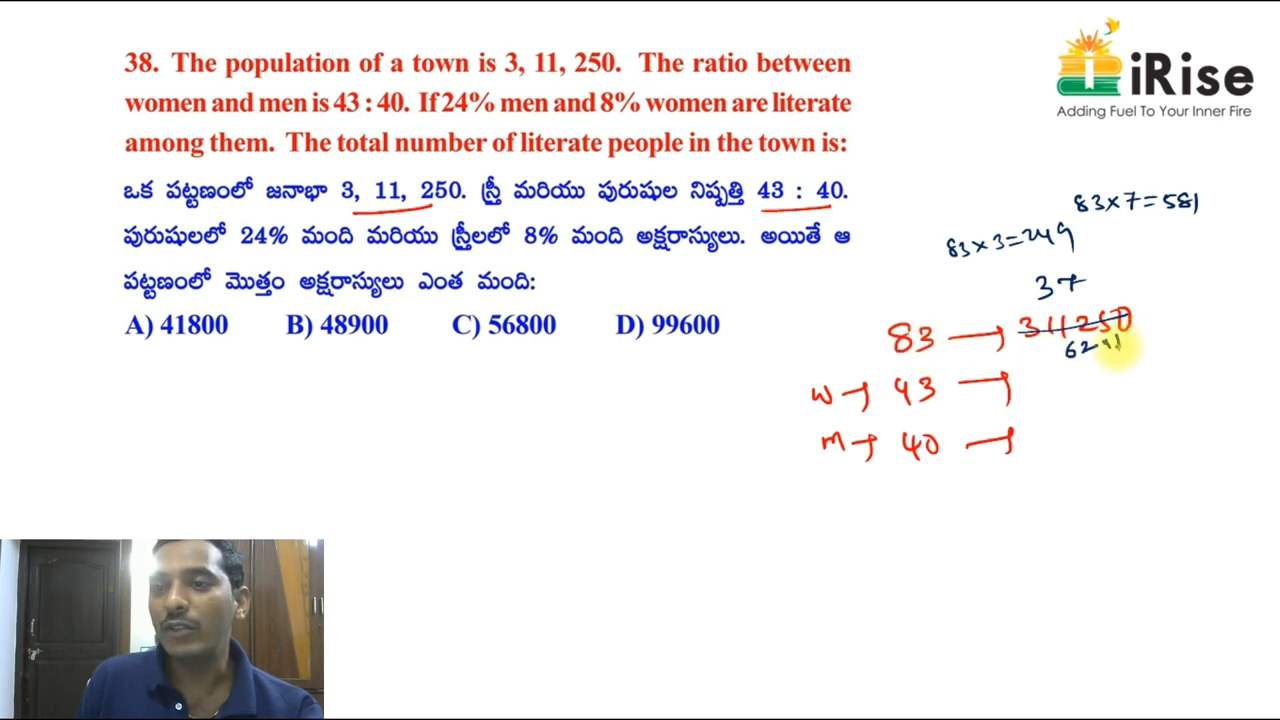 38. The population of a town is 3, 11, 250. The ratio between
women and men is 43 : 40. If 24% men and 8% women are literate
among them. The total number of literate people in the town is:
ఒక పట్టణంలో జనాభా 3, 11, 250. స్త్రీ మరియు పురుషుల నిష్పత్తి 43 : 40.
పురుషులలో 24% మంది మరియు స్త్రీలలో 8% మంది అక్షరాస్యులు. అయితే ఆ
పట్టణంలో మొత్తం అక్షరాస్యులు ఎంత మంది:
A) 41800 B) 48900 C) 56800 D) 99600
iRise
Adding Fuel To Your Inner Fire
83×7=581
83×3=249
37
83 → 311250
62
W → 43 →
m → 40 →